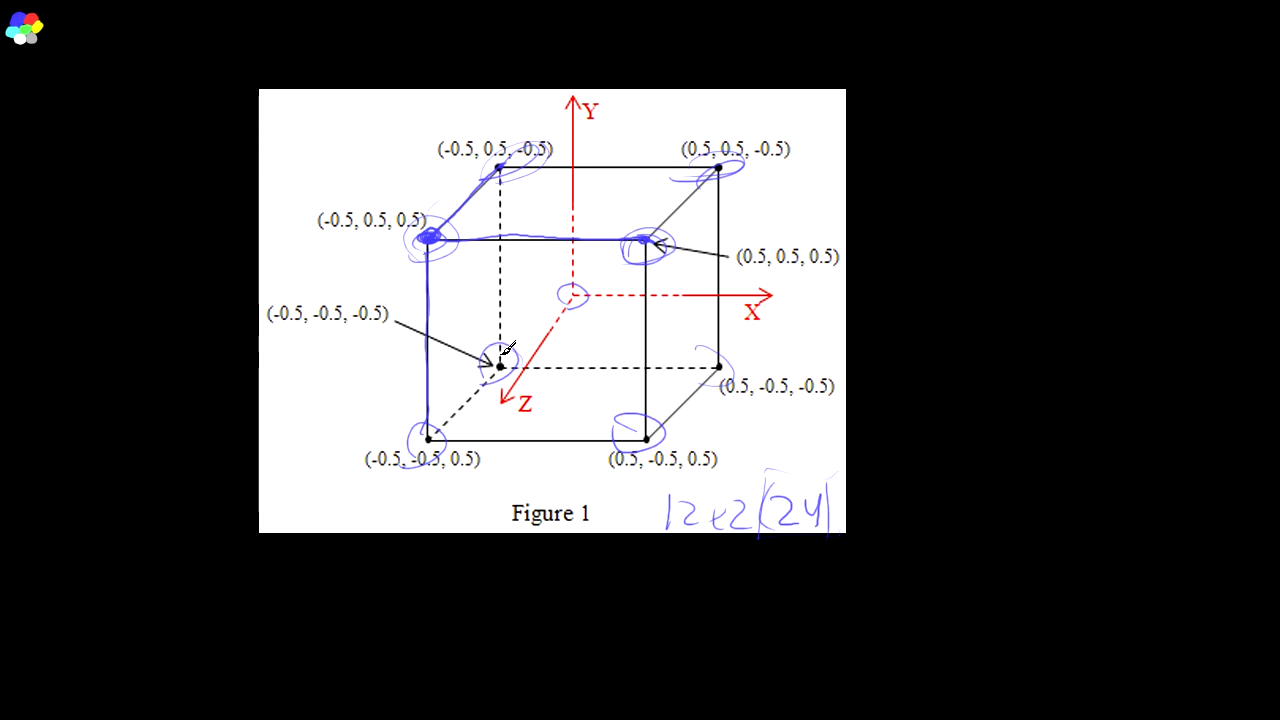 Y
(-0.5, 0.5, -0.5) (0.5, 0.5, -0.5)
(-0.5, 0.5, 0.5)
(0.5, 0.5, 0.5)
(-0.5, -0.5, -0.5)
X
(0.5, -0.5, -0.5)
Z
(-0.5, -0.5, 0.5) (0.5, -0.5, 0.5)
Figure 1
24